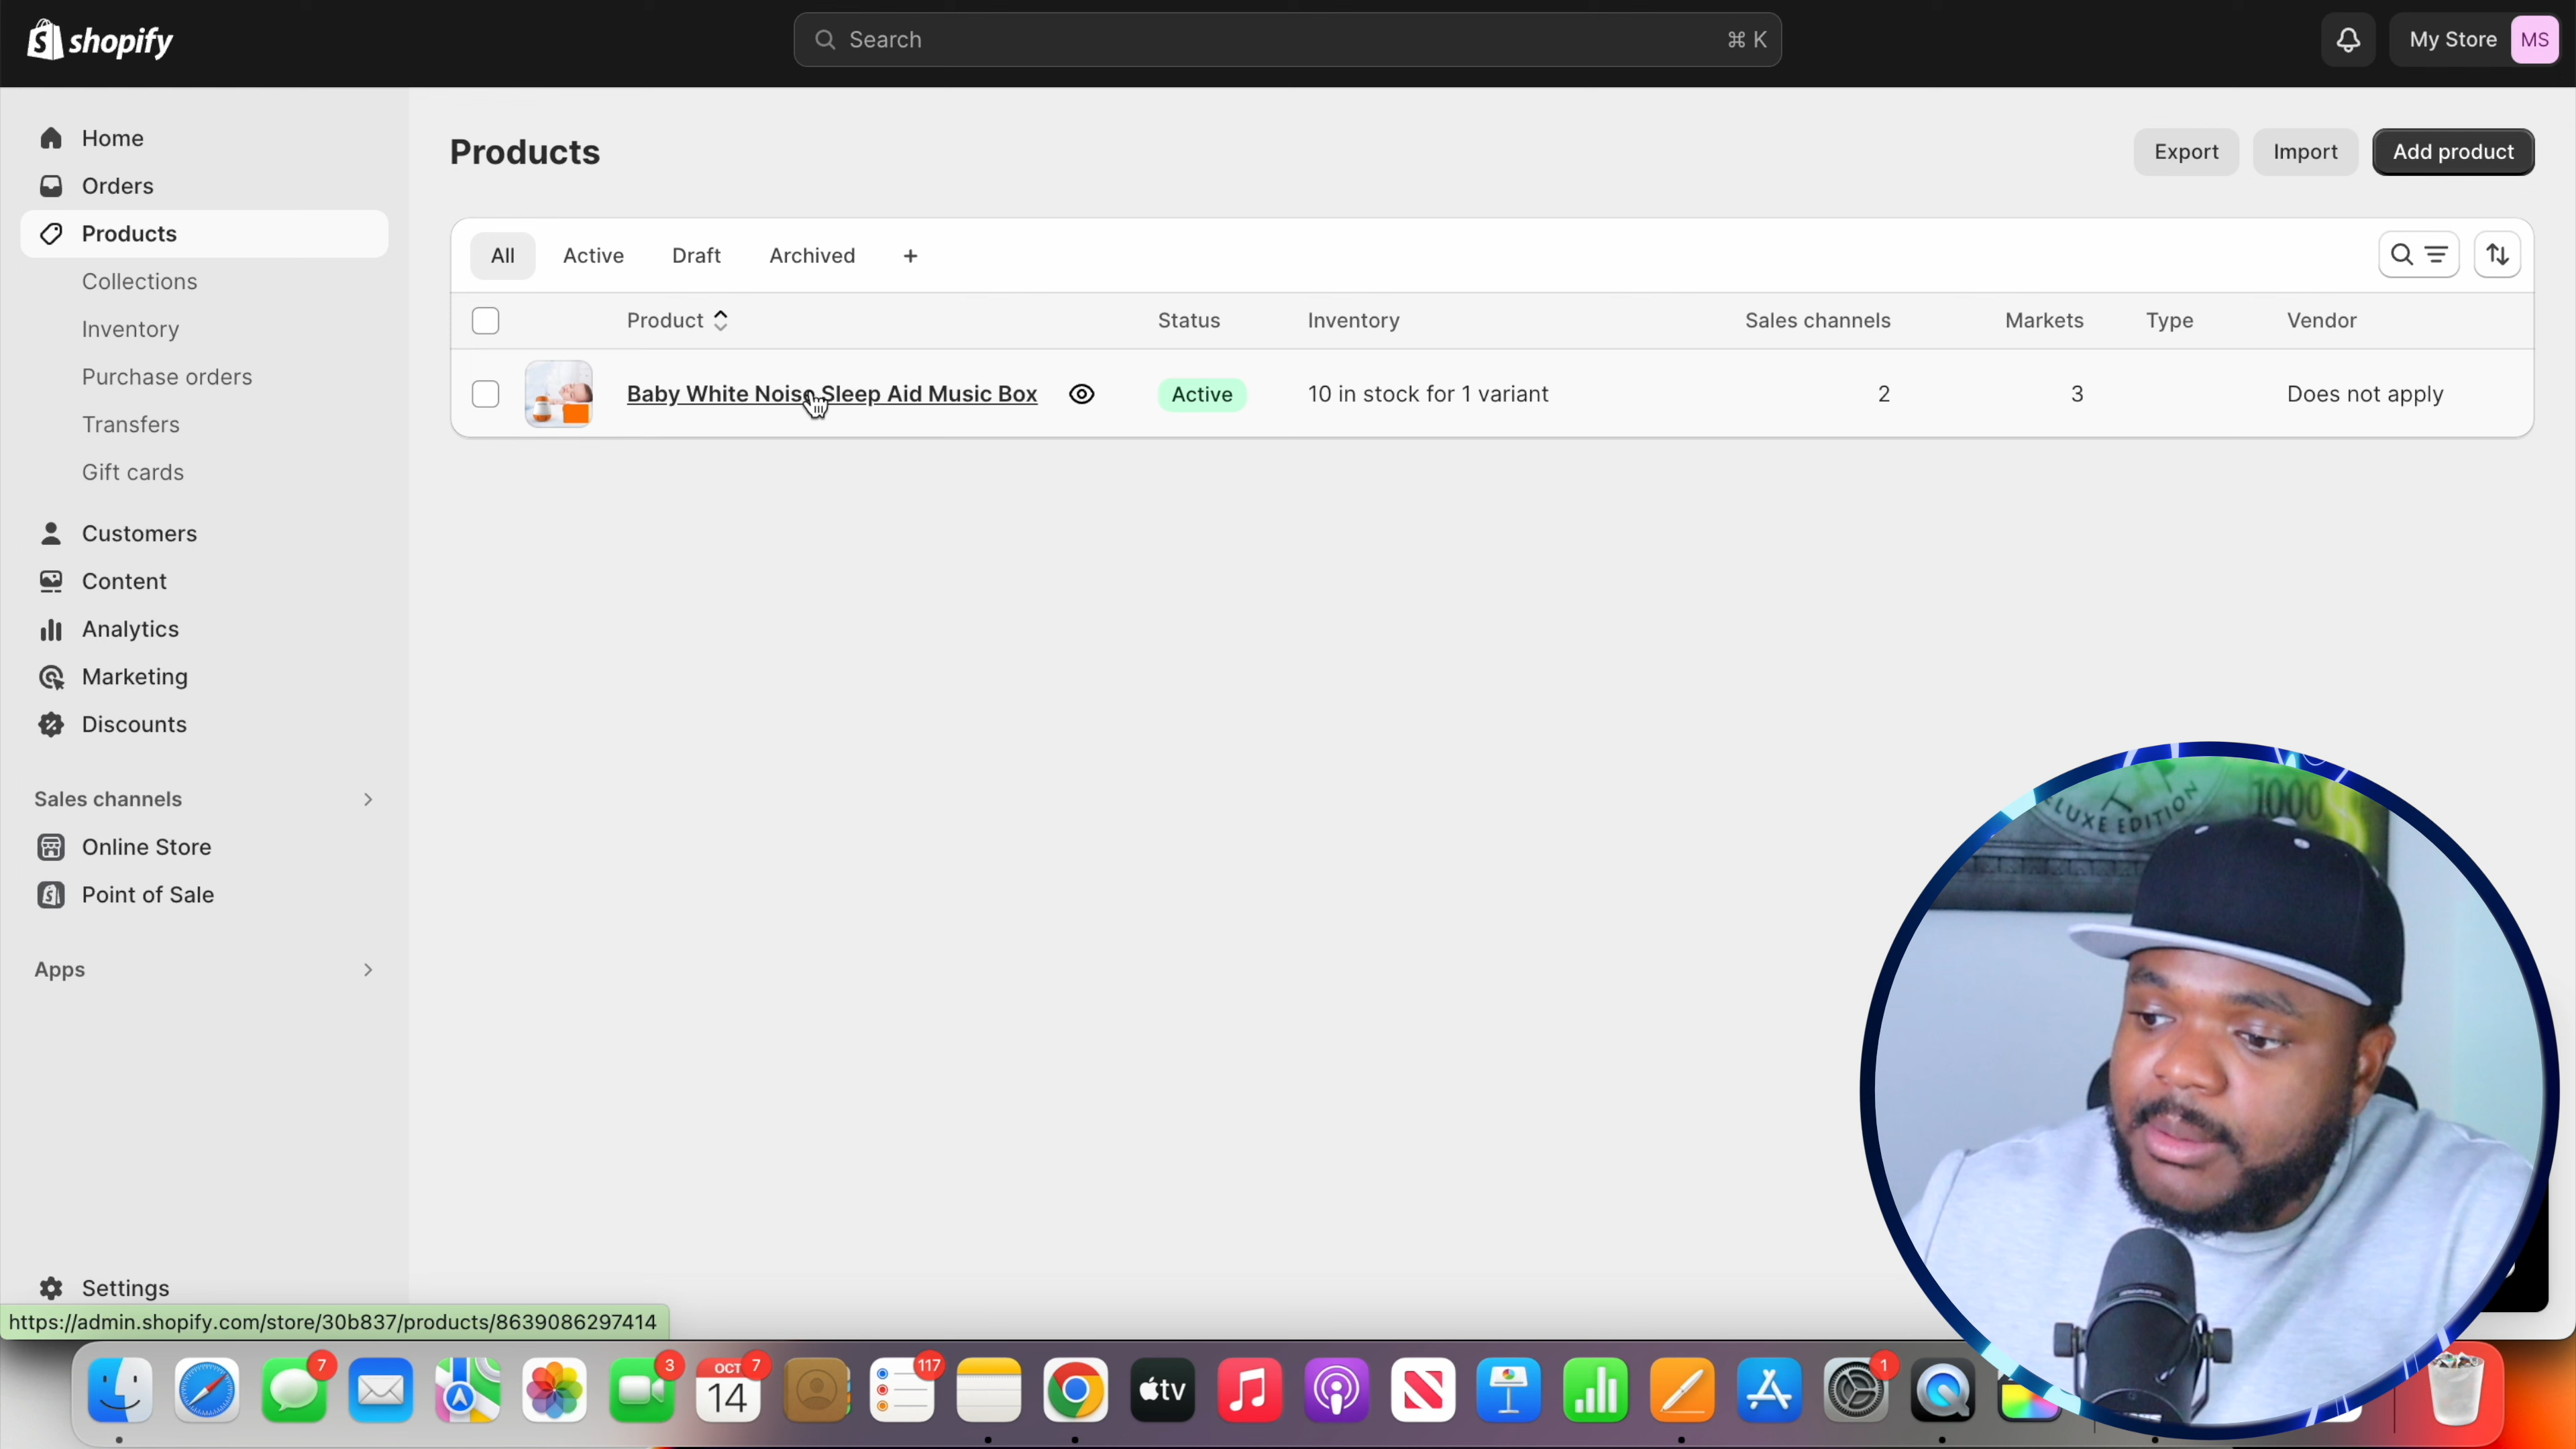 shopify
Search
⌘ K
My Store
MS
Home
Orders
Products
Collections
Inventory
Purchase orders
Transfers
Gift cards
Customers
Content
Analytics
Marketing
Discounts
Sales channels
Online Store
Point of Sale
Apps
Settings
Products
Export
Import
Add product
All
Active
Draft
Archived
+
Product
Status
Inventory
Sales channels
Markets
Type
Vendor
Baby White Noise Sleep Aid Music Box
Active
10 in stock for 1 variant
2
3
Does not apply
1000
LUXE EDITION
https://admin.shopify.com/store/30b837/products/8639086297414
7
3
OCT
7
14
117
tv
1